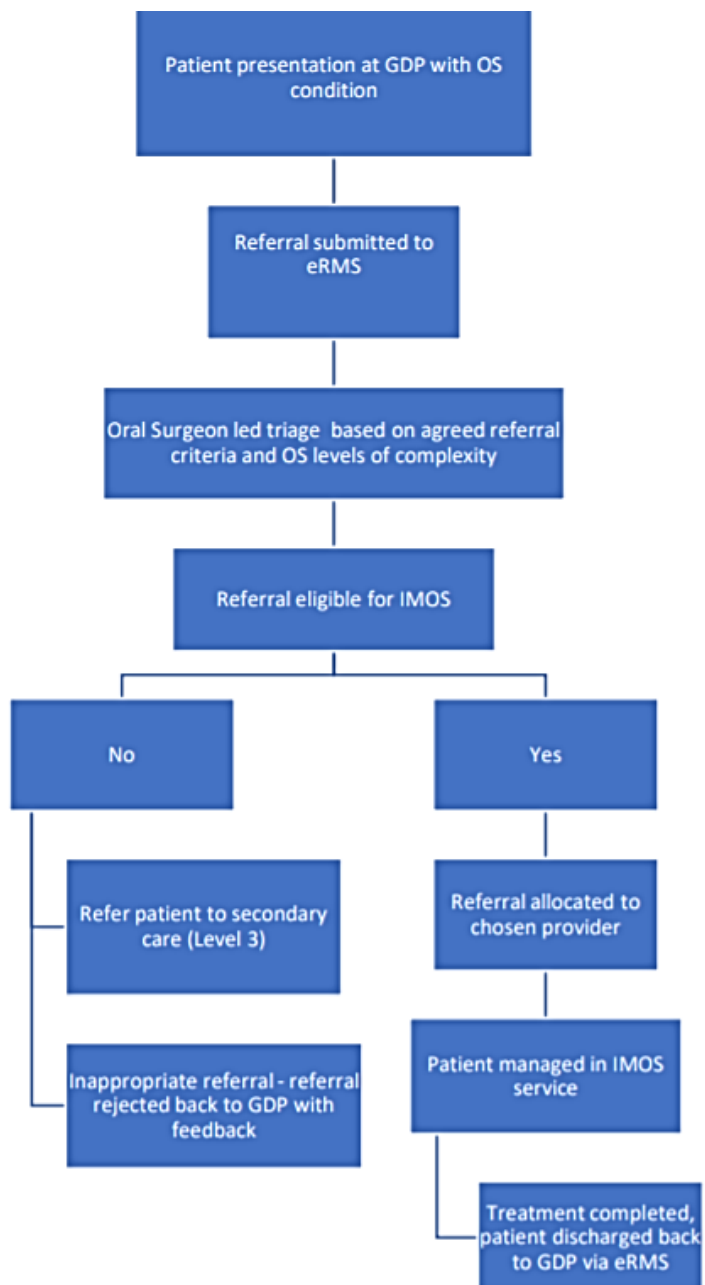 Patient presentation at GDP with OS
condition
Referral submitted to
eRMS
Oral Surgeon led triage based on agreed referral
criteria and OS levels of complexity
Referral eligible for IMOS
No
Yes
Refer patient to secondary
care (Level 3)
Referral allocated to
chosen provider
Inappropriate referral - referral
rejected back to GDP with
feedback
Patient managed in IMOS
service
Treatment completed,
patient discharged back
to GDP via eRMS